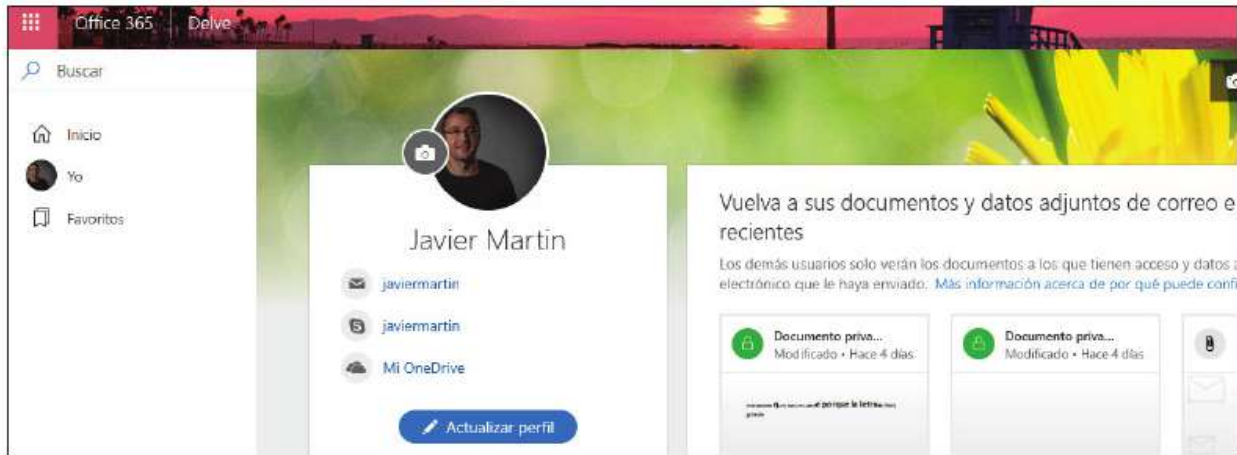 Office 365
Delve
Buscar
Inicio
Yo
Favoritos
Javier Martin
javiermartin
javiermartin
Mi OneDrive
Actualizar perfil
Vuelva a sus documentos y datos adjuntos de correo e
recientes
Los demás usuarios solo verán los documentos a los que tienen acceso y datos a
electrónico que le haya enviado. Más información acerca de por qué puede confi
Documento priva...
Modificado • Hace 4 días
Documento priva...
Modificado • Hace 4 días
porque la letra